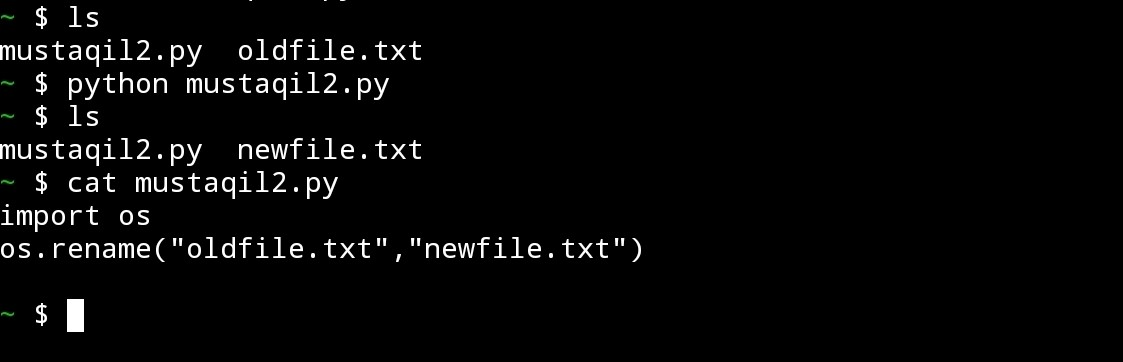 ~ $ ls
mustaqil2.py  oldfile.txt
~ $ python mustaqil2.py
~ $ ls
mustaqil2.py  newfile.txt
~ $ cat mustaqil2.py
import os
os.rename("oldfile.txt","newfile.txt")
~ $